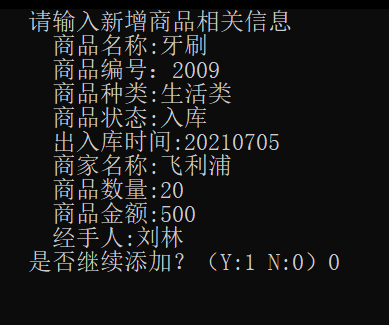 请输入新增商品相关信息
商品名称:牙刷
商品编号：2009
商品种类:生活类
商品状态:入库
出入库时间:20210705
商家名称:飞利浦
商品数量:20
商品金额:500
经手人:刘林
是否继续添加？（Y:1 N:0）0